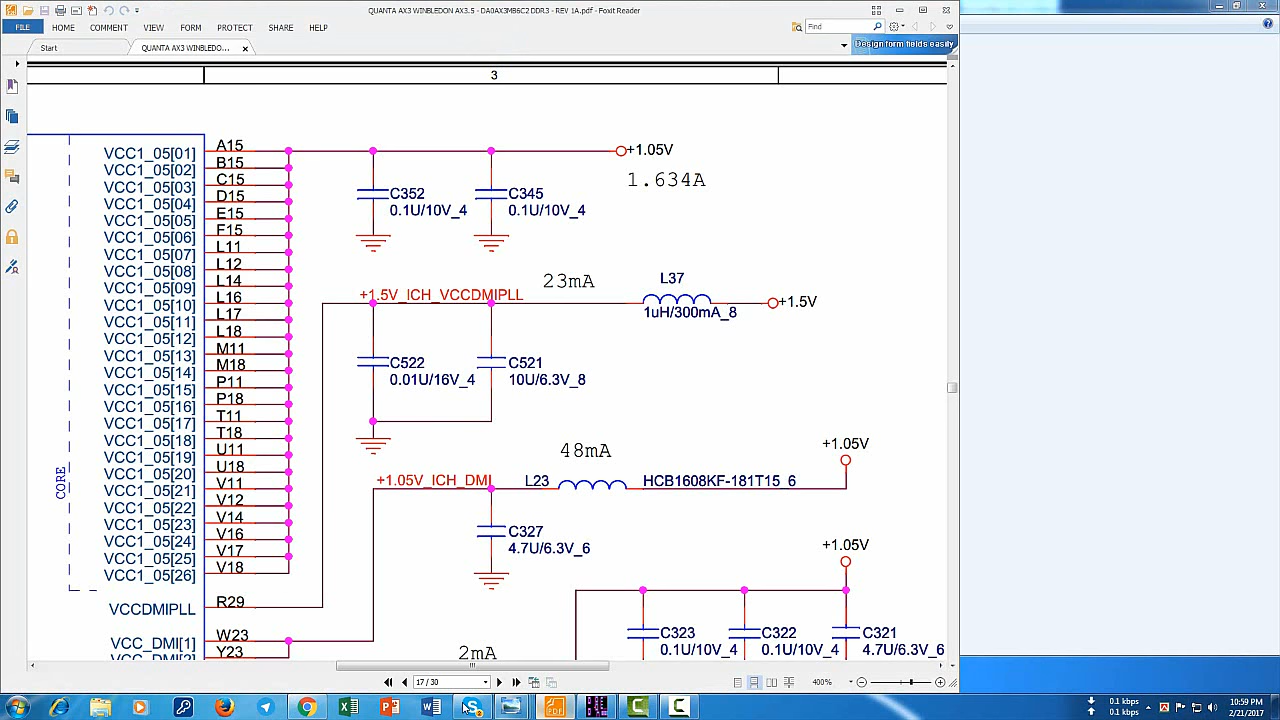 QUANTA AX3 WINBLEDON AX3.5 - DA0AX3MB6C2 DDR3 - REV 1A.pdf - Foxit Reader
FILE HOME COMMENT VIEW FORM PROTECT SHARE HELP
Find
Start
QUANTA AX3 WINBLEDO...
Design form fields easily
3
VCC1_05[01] A15
VCC1_05[02] B15
VCC1_05[03] C15
VCC1_05[04] D15
VCC1_05[05] E15
VCC1_05[06] F15
VCC1_05[07] L11
VCC1_05[08] L12
VCC1_05[09] L14
VCC1_05[10] L16
VCC1_05[11] L17
VCC1_05[12] L18
VCC1_05[13] M11
VCC1_05[14] M18
VCC1_05[15] P11
VCC1_05[16] P18
VCC1_05[17] T11
VCC1_05[18] T18
VCC1_05[19] U11
VCC1_05[20] U18
VCC1_05[21] V11
VCC1_05[22] V12
VCC1_05[23] V14
VCC1_05[24] V16
VCC1_05[25] V17
VCC1_05[26] V18
VCCDMIPLL R29
VCC_DMI[1] W23
VCC_DMI[2] Y23
CORE
+1.05V
1.634A
C352
0.1U/10V_4
C345
0.1U/10V_4
23mA
L37
+1.5V_ICH_VCCDMIPLL
1uH/300mA_8
+1.5V
C522
0.01U/16V_4
C521
10U/6.3V_8
48mA
+1.05V
+1.05V_ICH_DMI
L23
HCB1608KF-181T15_6
C327
4.7U/6.3V_6
+1.05V
C323
0.1U/10V_4
C322
0.1U/10V_4
C321
4.7U/6.3V_6
2mA
17 / 30
400%
0.1 kbps
0.1 kbps
10:59 PM
10/21/2017